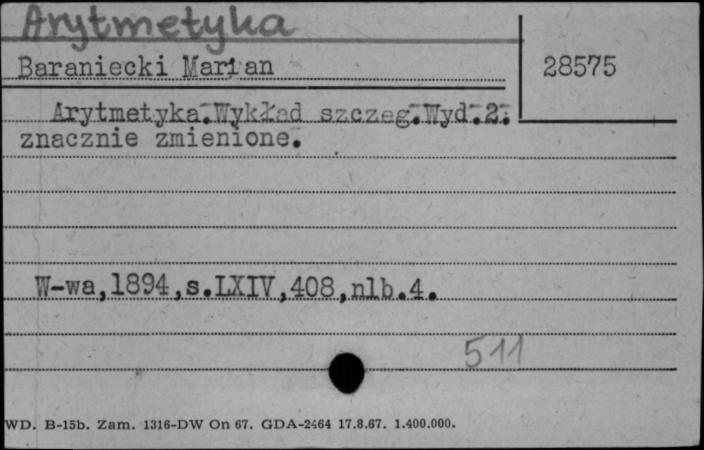 Arytmetyka
Baraniecki Marian
28575
Arytmetyka.Wykład szczeg.Wyd.2.
znacznie zmienione.
W-wa,1894,s.LXIV,408,nlb.4.
511
WD. B-15b. Zam. 1316-DW On 67. GDA-2464 17.8.67. 1.400.000.